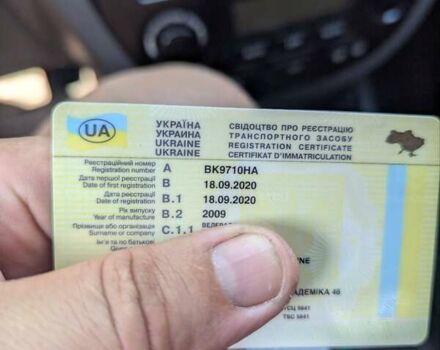 UA
УКРАЇНА
УКРАИНА
UKRAINE
UKRAINE
СВІДОЦТВО ПРО РЕЄСТРАЦІЮ
ТРАНСПОРТНОГО ЗАСОБУ
REGISTRATION CERTIFICATE
CERTIFICAT D'IMMATRICULATION
Реєстраційний номер
Registration number
A
BK9710HA
Дата першої реєстрації
Date of first registration
B
18.09.2020
Дата реєстрації
Date of registration
B.1
18.09.2020
Рік випуску
Year of manufacture
B.2
2009
Прізвище або організація
Surname or company
C.1.1
Ім'я та по батькові